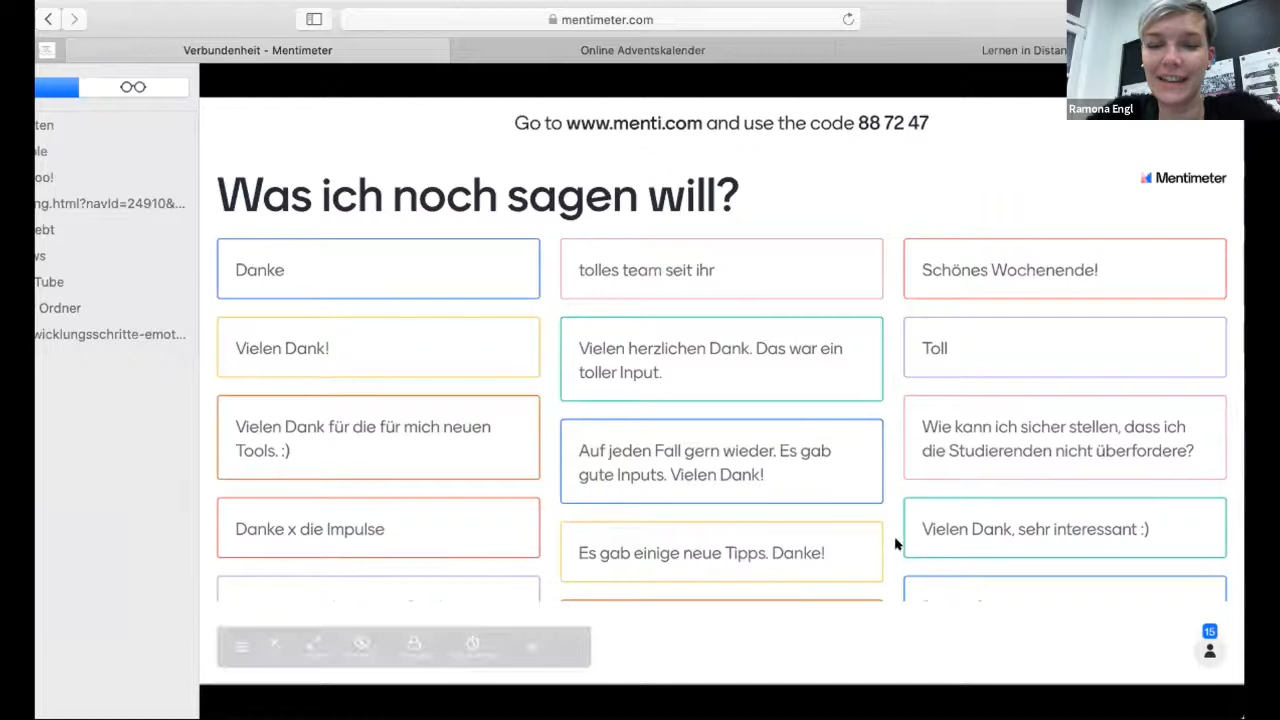 mentimeter.com
Verbundenheit - Mentimeter
Online Adventskalender
Lernen in Distan
Ramona Engl
ten
ple
oo!
ng.html?navId=24910&...
ebt
ws
Tube
Ordner
wicklungsschritte-emot...
Go to www.menti.com and use the code 88 72 47
Mentimeter
Was ich noch sagen will?
Danke
tolles team seit ihr
Schönes Wochenende!
Vielen Dank!
Vielen herzlichen Dank. Das war ein
toller Input.
Toll
Vielen Dank für die für mich neuen
Tools. :)
Auf jeden Fall gern wieder. Es gab
gute Inputs. Vielen Dank!
Wie kann ich sicher stellen, dass ich
die Studierenden nicht überfordere?
Danke x die Impulse
Es gab einige neue Tipps. Danke!
Vielen Dank, sehr interessant :)
15